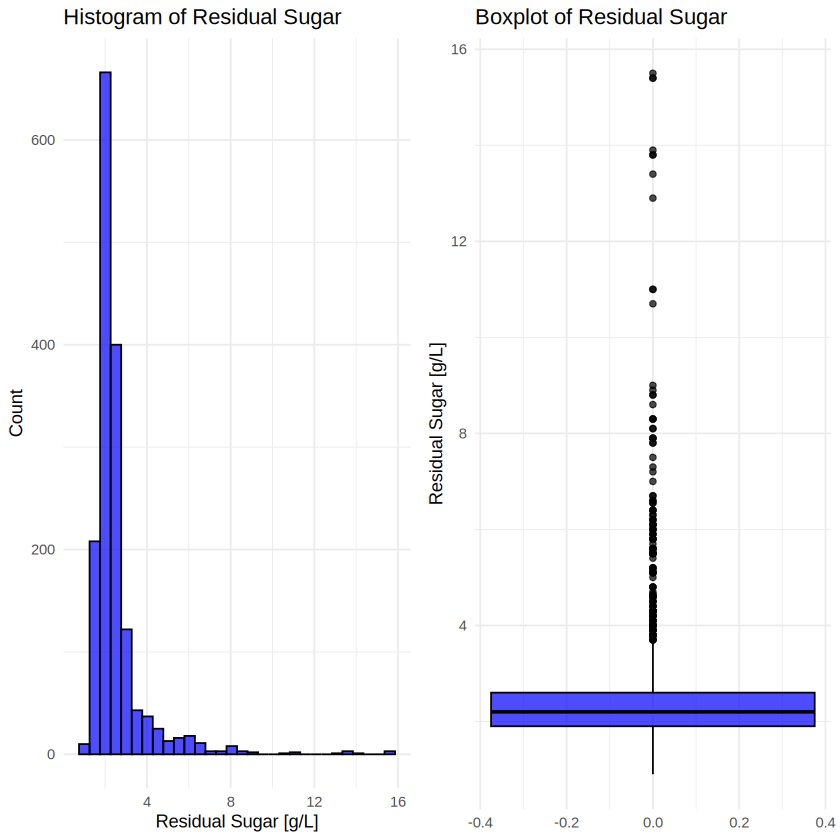 Histogram of Residual Sugar
Count
600
400
200
0
4 8 12 16
Residual Sugar [g/L]
Boxplot of Residual Sugar
Residual Sugar [g/L]
16
12
8
4
-0.4 -0.2 0.0 0.2 0.4